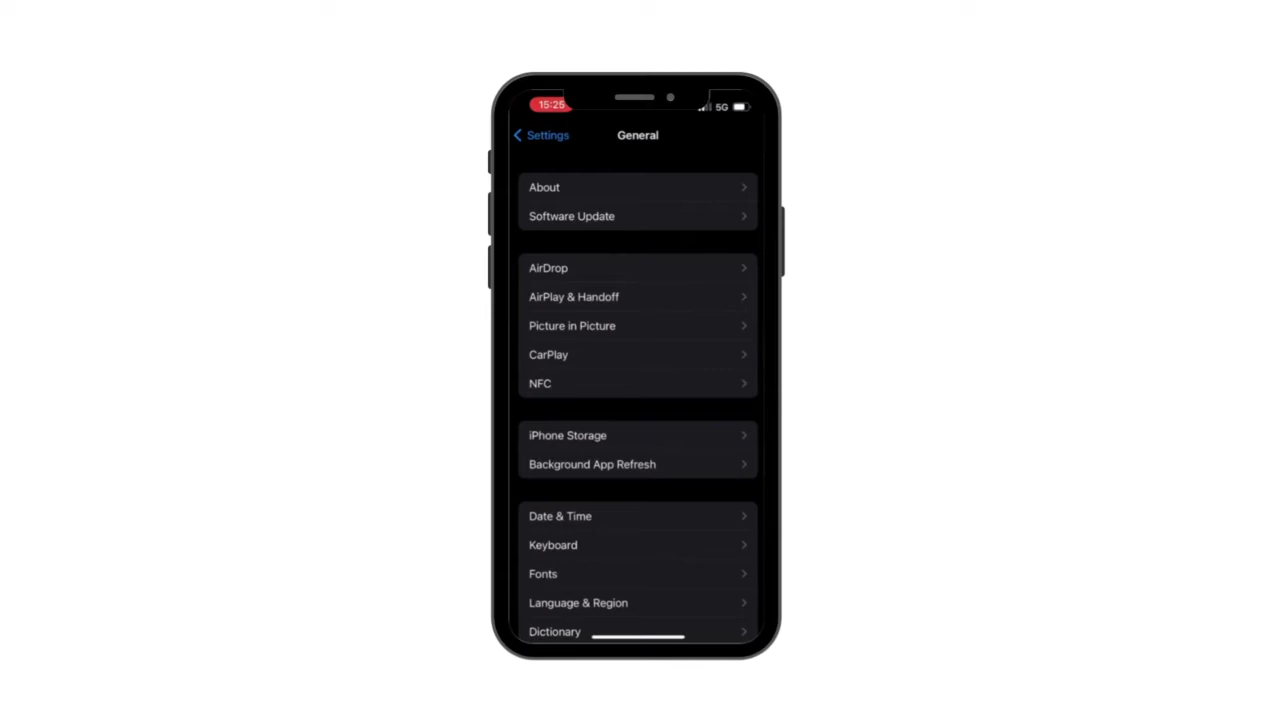 15:25
5G
Settings
General
About
Software Update
AirDrop
AirPlay & Handoff
Picture in Picture
CarPlay
NFC
iPhone Storage
Background App Refresh
Date & Time
Keyboard
Fonts
Language & Region
Dictionary